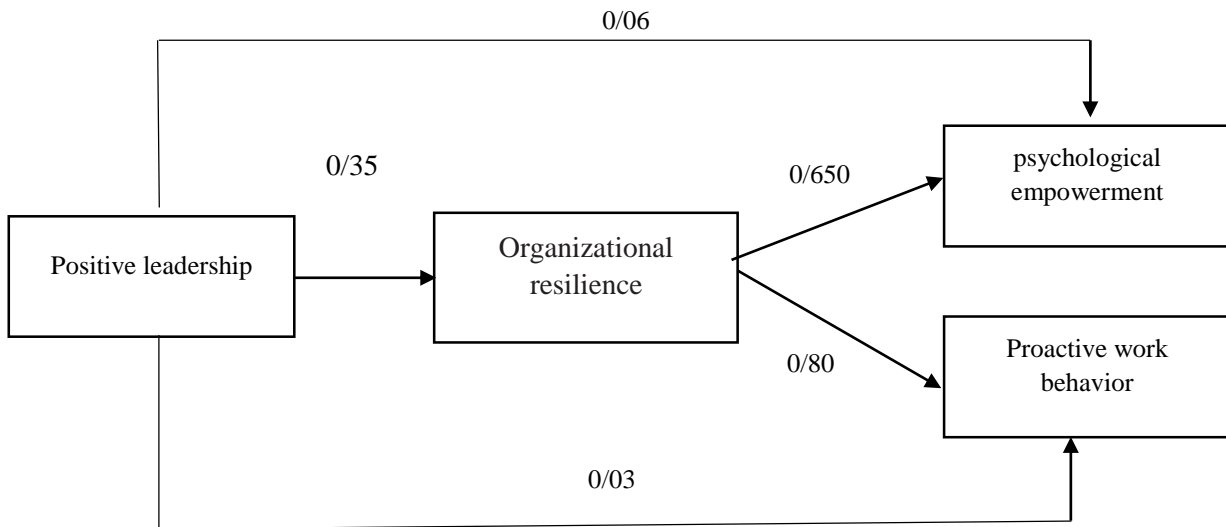 0/06
0/35
0/650
psychological
empowerment
Positive leadership
Organizational
resilience
0/80
Proactive work
behavior
0/03